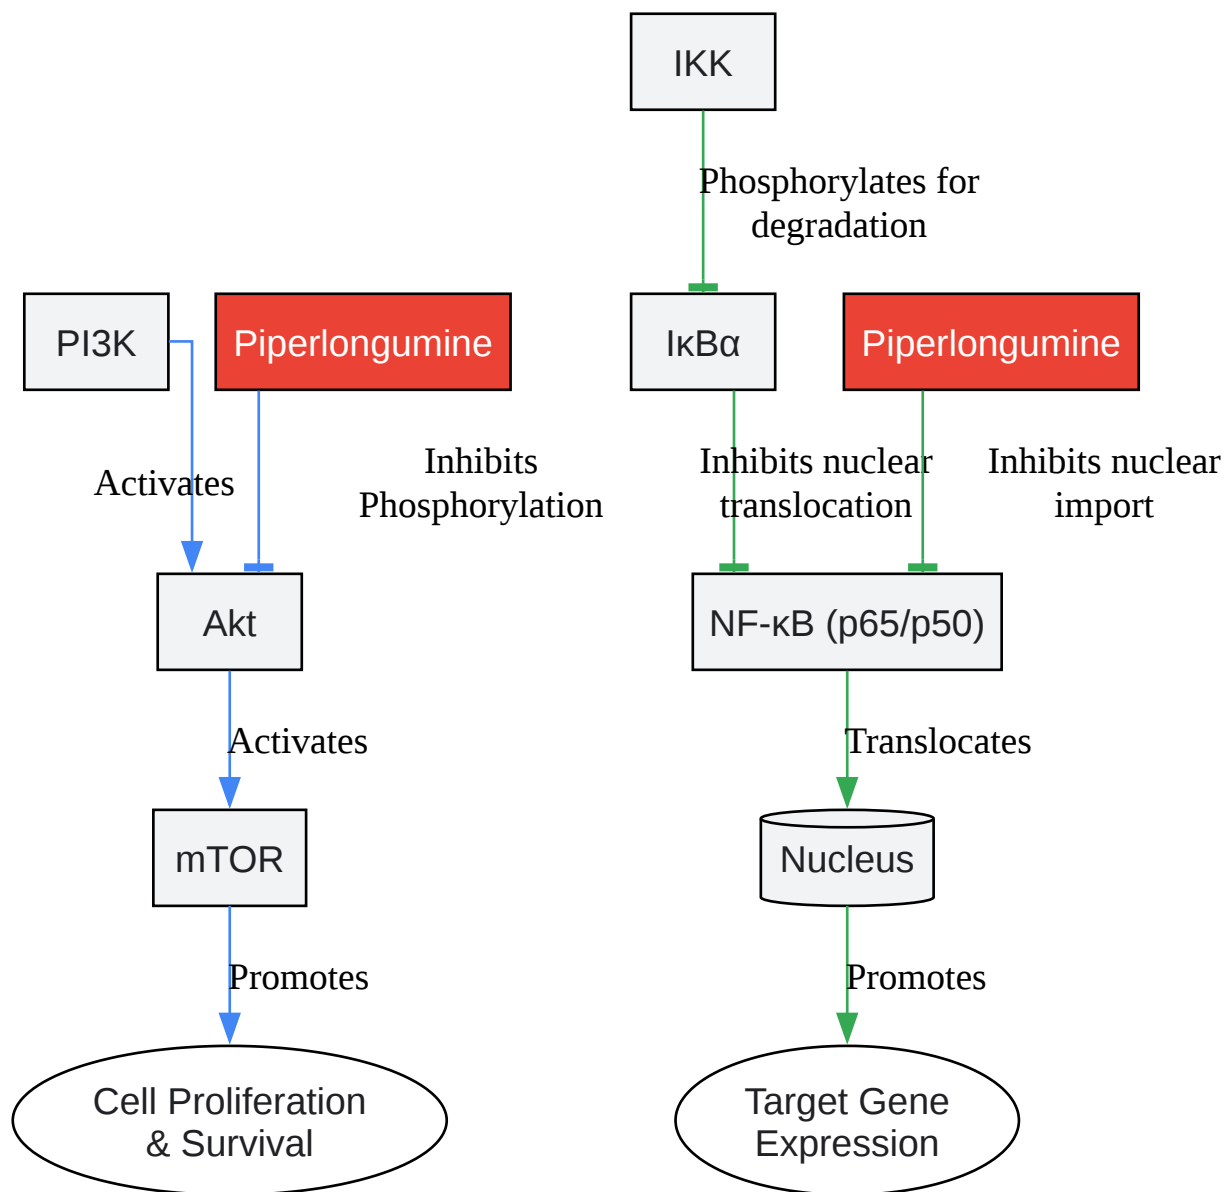 IKK
Phosphorylates for
degradation
PI3K
Piperlongumine
IκBα
Piperlongumine
Activates
Inhibits
Phosphorylation
Inhibits nuclear
translocation
Inhibits nuclear
import
Akt
NF-κB (p65/p50)
Activates
Translocates
mTOR
Nucleus
Promotes
Promotes
Cell Proliferation
& Survival
Target Gene
Expression